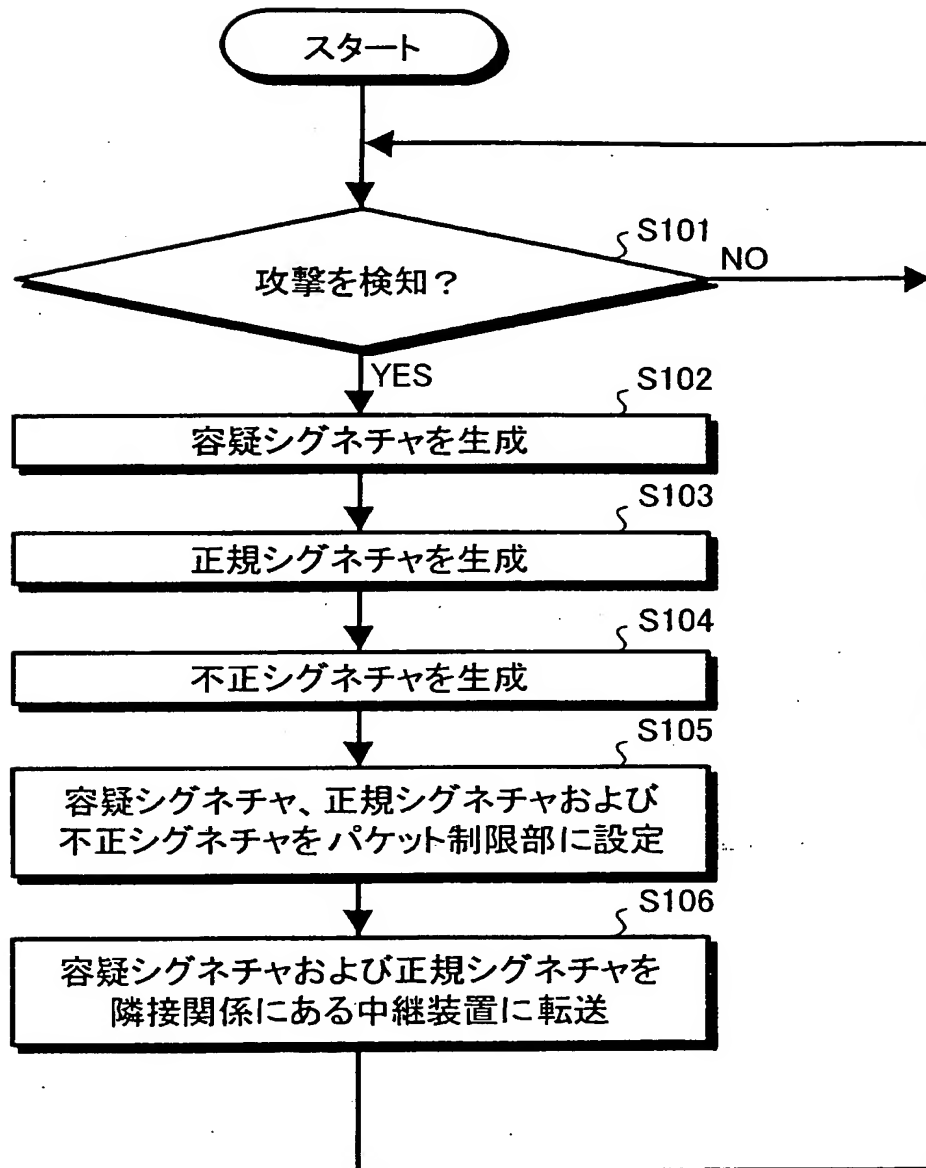 スタート
S101
攻撃を検知？
NO
YES
S102
容疑シグネチャを生成
S103
正規シグネチャを生成
S104
不正シグネチャを生成
S105
容疑シグネチャ、正規シグネチャおよび
不正シグネチャをパケット制限部に設定
S106
容疑シグネチャおよび正規シグネチャを
隣接関係にある中継装置に転送